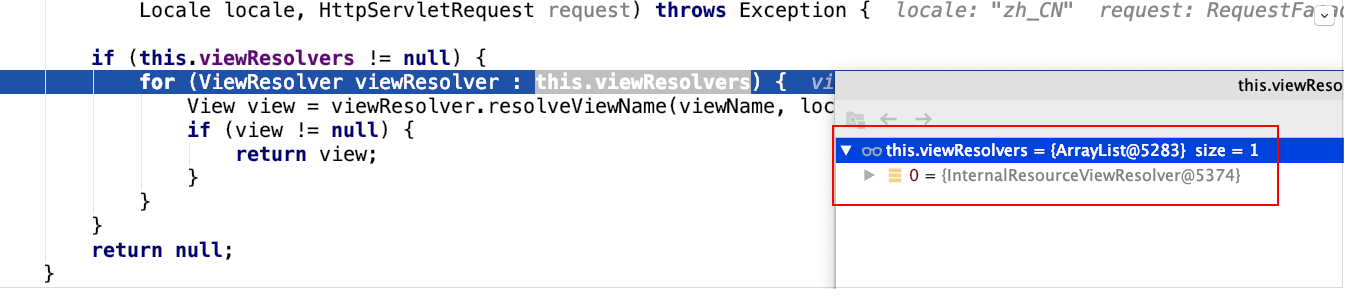 Locale locale, HttpServletRequest request) throws Exception { locale: "zh_CN" request: RequestFa
if (this.viewResolvers != null) {
for (ViewResolver viewResolver : this.viewResolvers) {
this.viewReso
View view = viewResolver.resolveViewName(viewName, loc
if (view != null) {
return view;
this.viewResolvers = {ArrayList@5283} size = 1
}
0 = {InternalResourceViewResolver@5374}
}
}
return null;
}